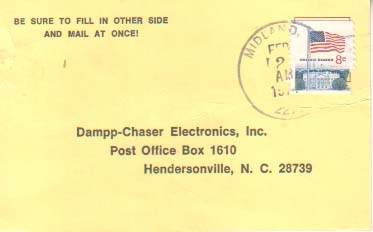 BE SURE TO FILL IN OTHER SIDE
AND MAIL AT ONCE!
MIDLAND,
FEB
2
AM
UNITED STATES 8c
Dampp-Chaser Electronics, Inc.
Post Office Box 1610
Hendersonville, N. C. 28739